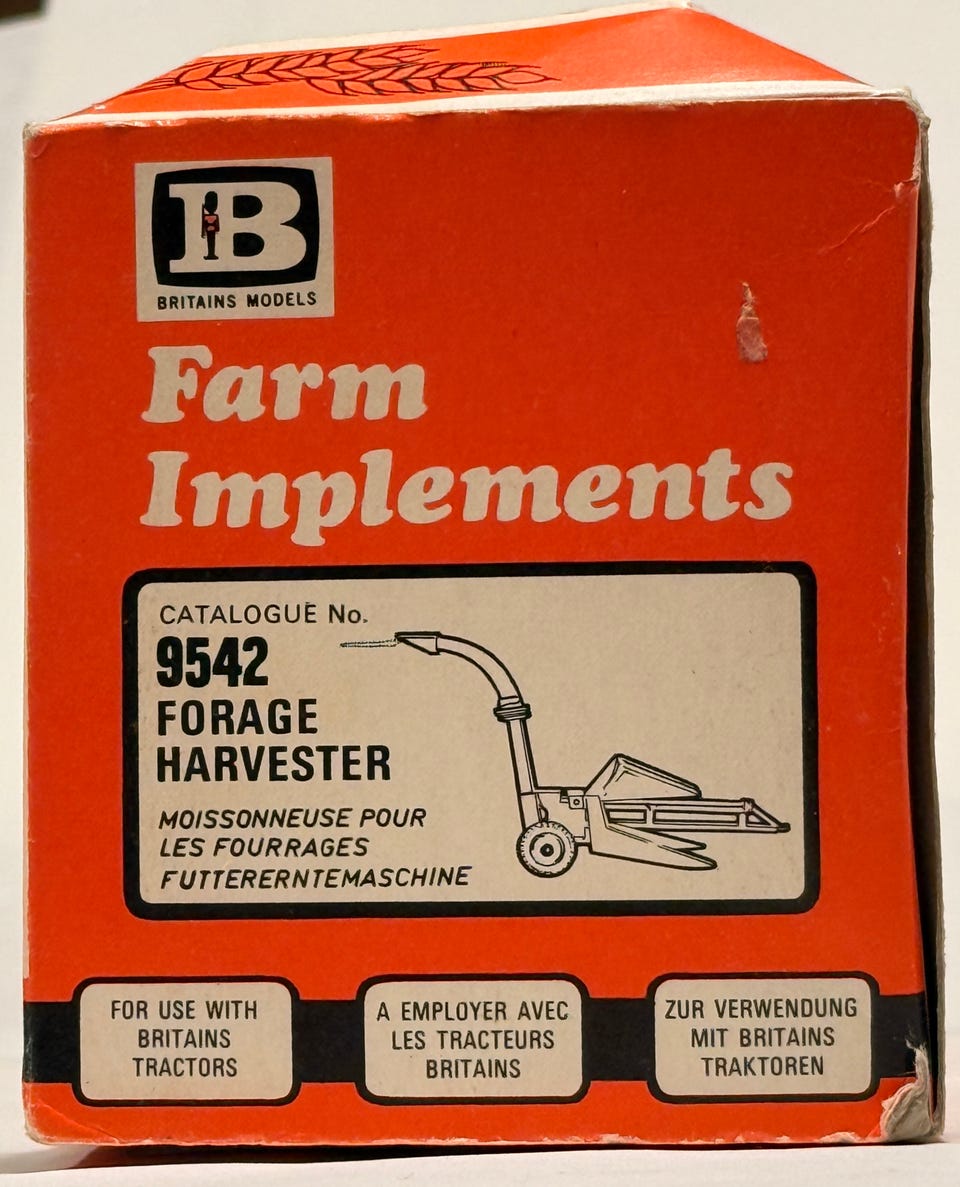 B
BRITAINS MODELS
Farm
Implements
CATALOGUE No.
9542
FORAGE
HARVESTER
MOISSONNEUSE POUR
LES FOURRAGES
FUTTERERNTEMASCHINE
FOR USE WITH
BRITAINS
TRACTORS
A EMPLOYER AVEC
LES TRACTEURS
BRITAINS
ZUR VERWENDUNG
MIT BRITAINS
TRAKTOREN